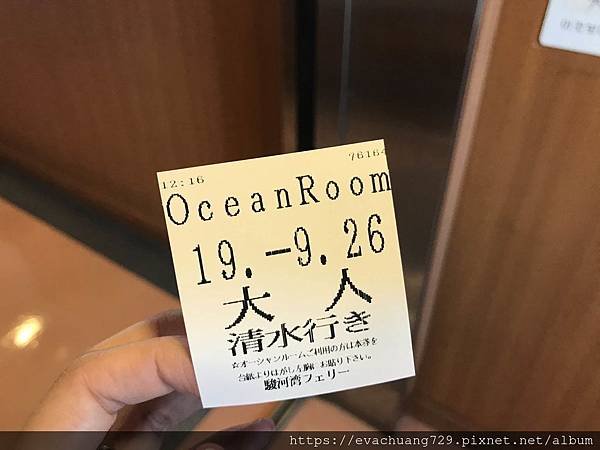 12:16 76164
OceanRoom
19.-9.26
大人
清水行き
☆オーシャンルームご利用の方は本券を
台紙よりはがし左胸にお貼り下さい。
駿河湾フェリー
https://evachuang729.pixnet.net/album